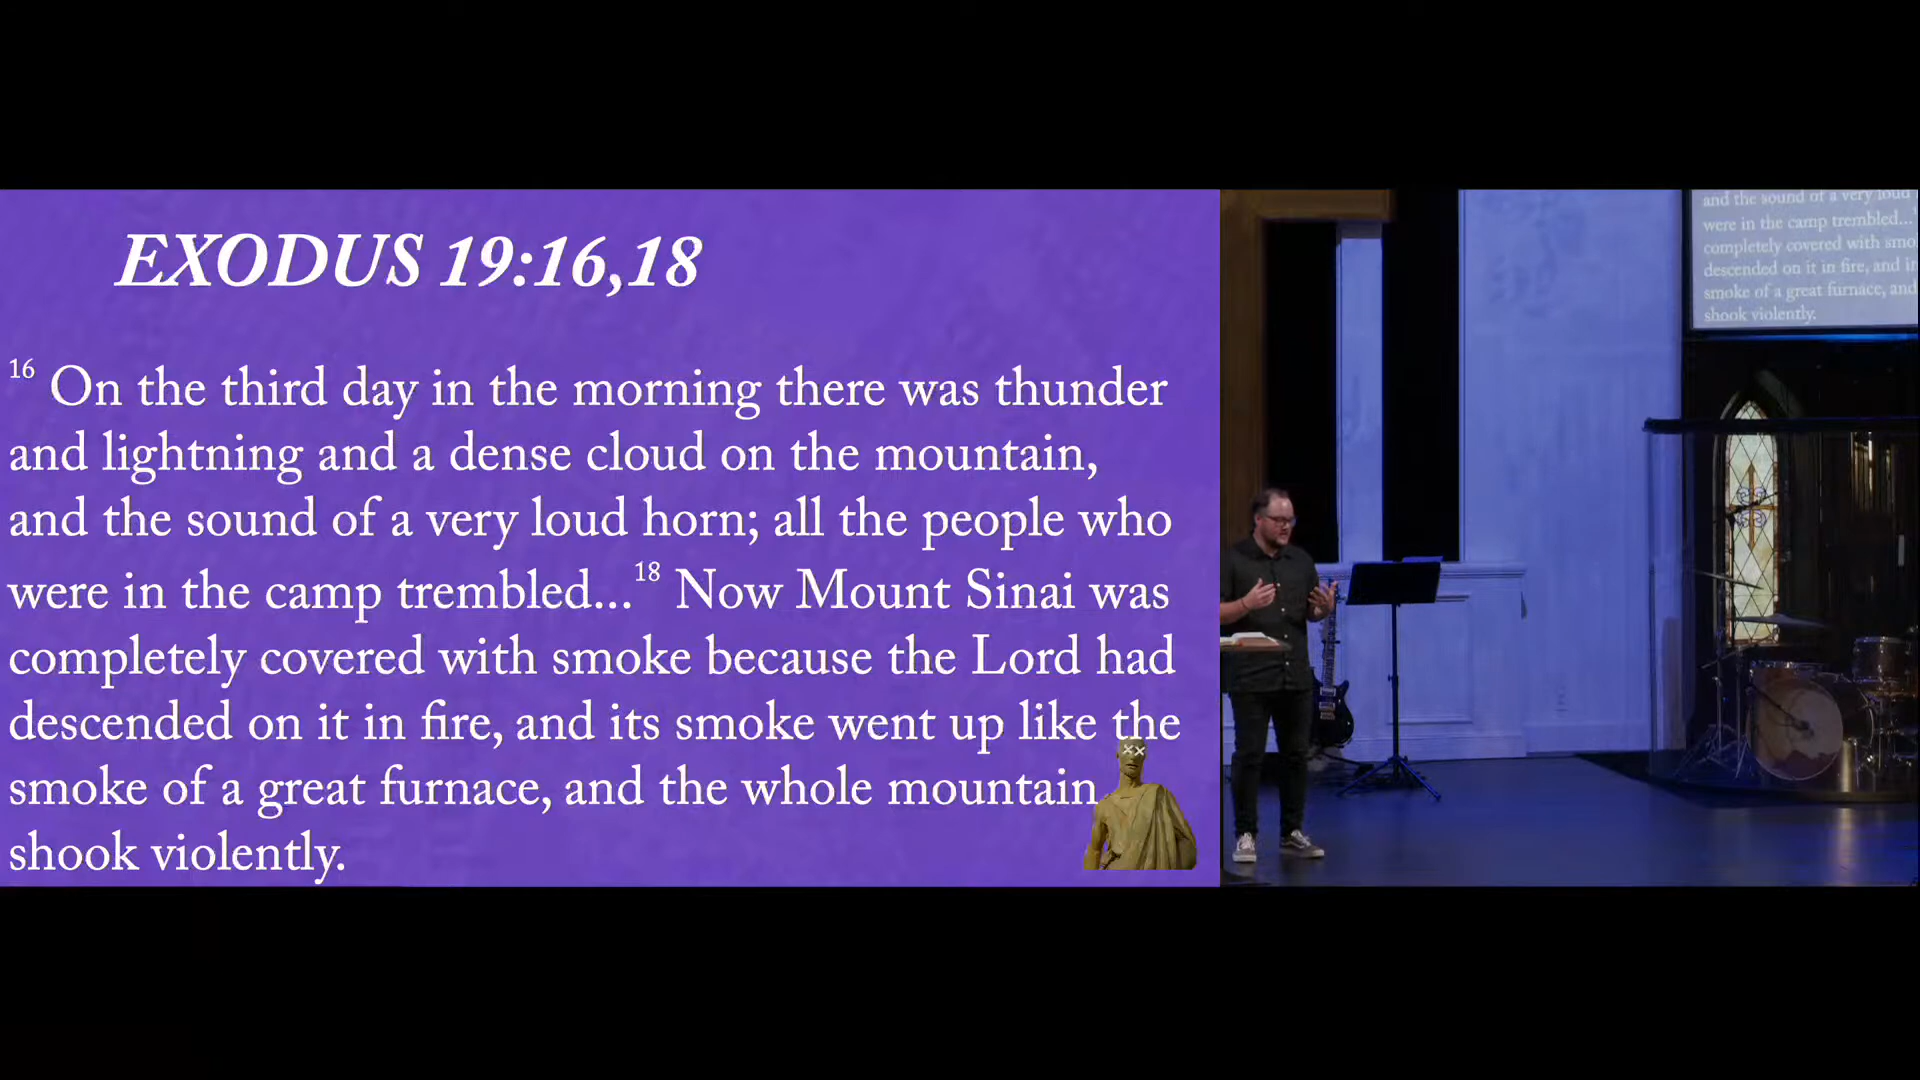 EXODUS 19:16,18
16 On the third day in the morning there was thunder
and lightning and a dense cloud on the mountain,
and the sound of a very loud horn; all the people who
were in the camp trembled...18 Now Mount Sinai was
completely covered with smoke because the Lord had
descended on it in fire, and its smoke went up like the
smoke of a great furnace, and the whole mountain
shook violently.
and the sound of a very loud
were in the camp trembled...
completely covered with smo
descended on it in fire, and i
smoke of a great furnace, and
shook violently.